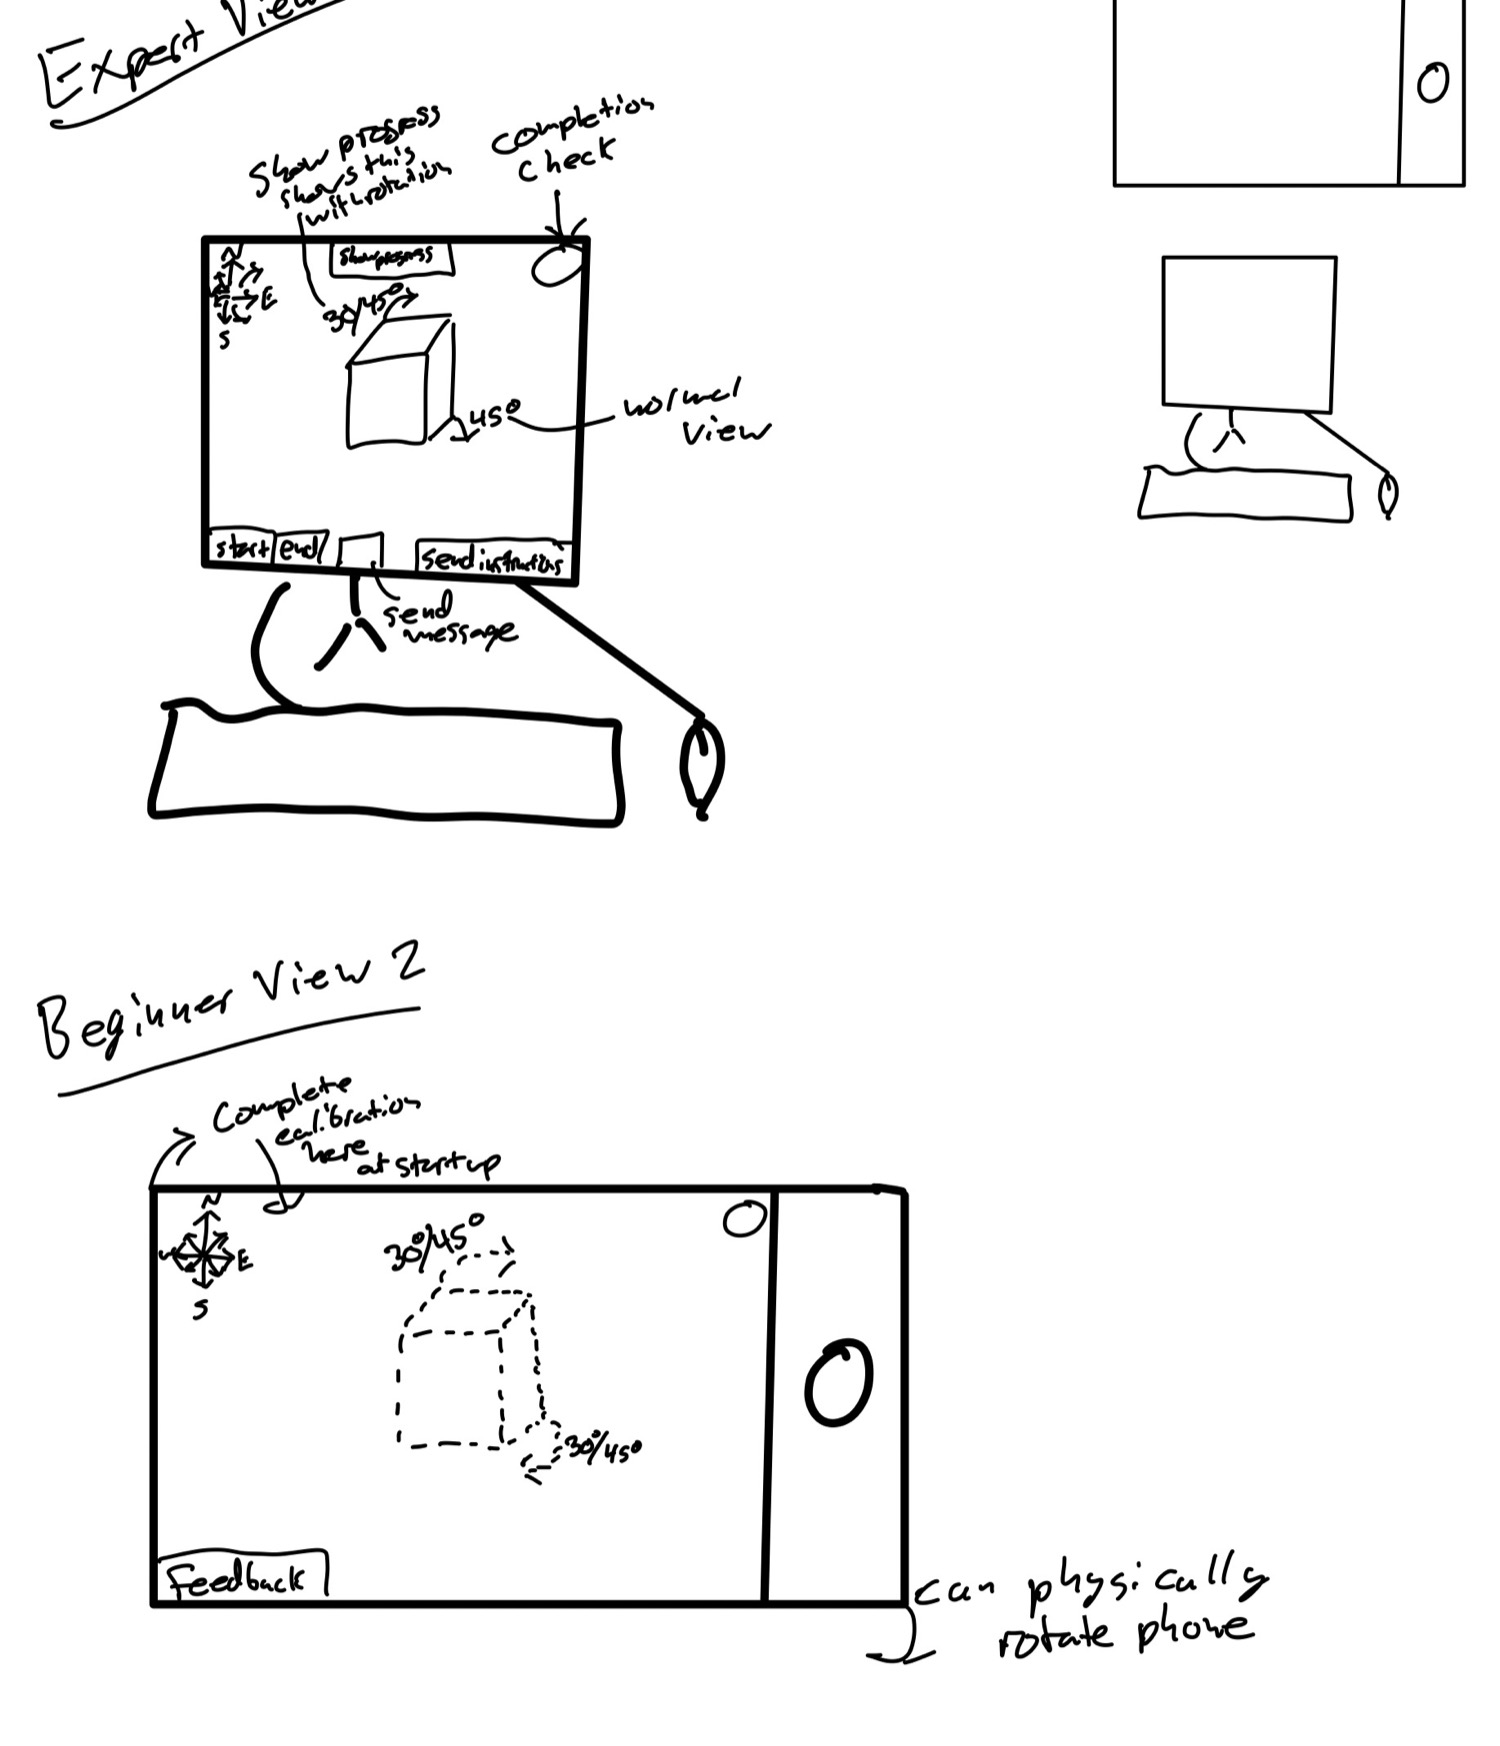 Expert View
Show progress
shows this
with rotation
completion
check
N
E
S
Show progress
30/45°
45°
normal
view
start
end
send instructions
send
message
Beginner View 2
Complete
calibration
here
at startup
N
E
S
30°/45°
30°/45°
Feedback
can physically
rotate phone